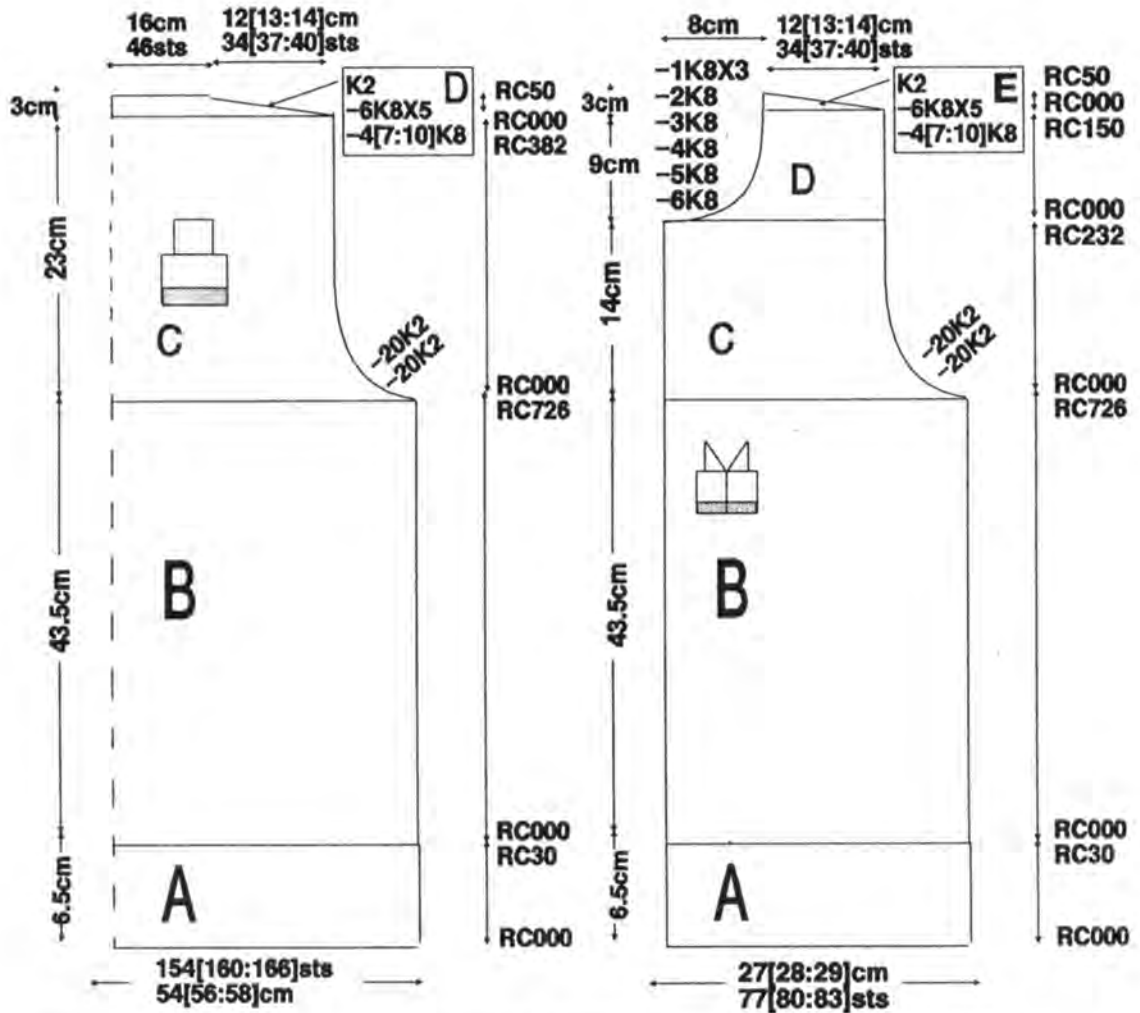 16cm
46sts
12[13:14]cm
34[37:40]sts
3cm
K2
-6K8X5
-4[7:10]K8
D
RC50
RC000
RC382
23cm
C
-20K2
-20K2
RC000
RC726
43.5cm
B
RC000
RC30
6.5cm
A
RC000
154[160:166]sts
54[56:58]cm
8cm
12[13:14]cm
34[37:40]sts
-1K8X3
-2K8
-3K8
-4K8
-5K8
-6K8
3cm
9cm
K2
-6K8X5
-4[7:10]K8
E
RC50
RC000
RC150
D
RC000
RC232
14cm
C
-20K2
-20K2
RC000
RC726
43.5cm
B
RC000
RC30
6.5cm
A
RC000
27[28:29]cm
77[80:83]sts